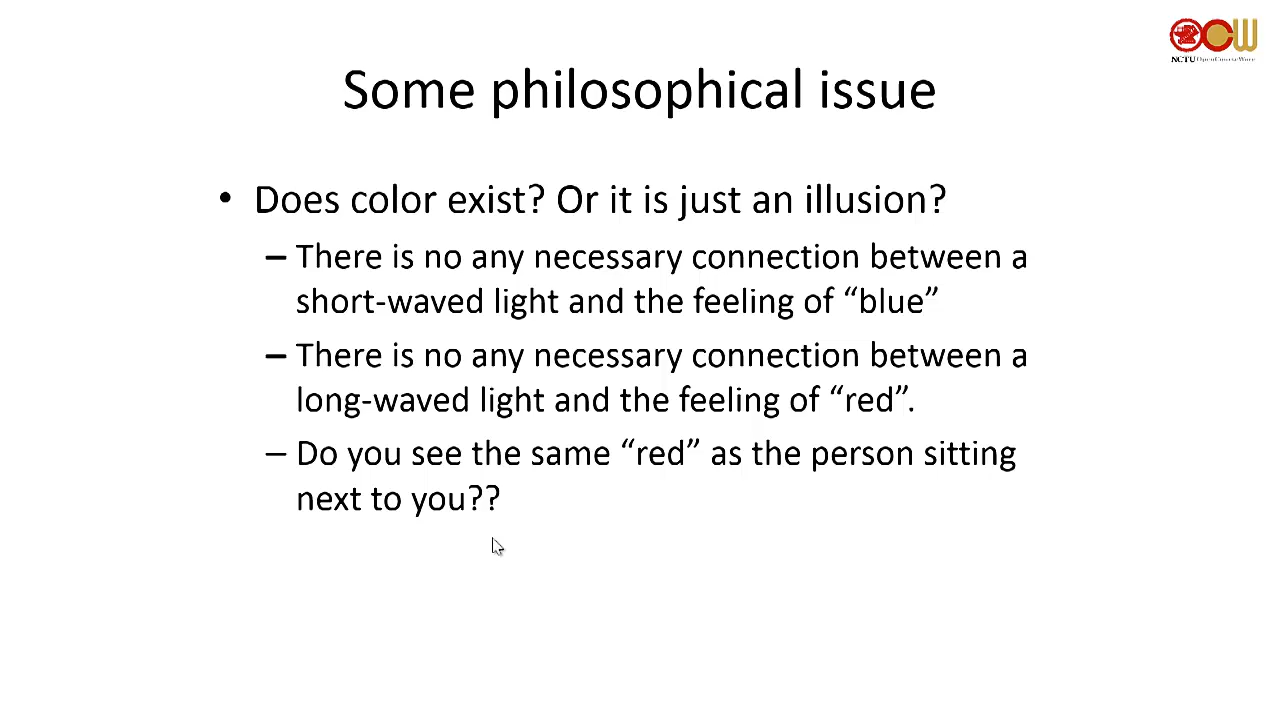 NCTU OpenCourseWare
Some philosophical issue
• Does color exist? Or it is just an illusion?
– There is no any necessary connection between a
short-waved light and the feeling of “blue”
– There is no any necessary connection between a
long-waved light and the feeling of “red”.
– Do you see the same “red” as the person sitting
next to you??